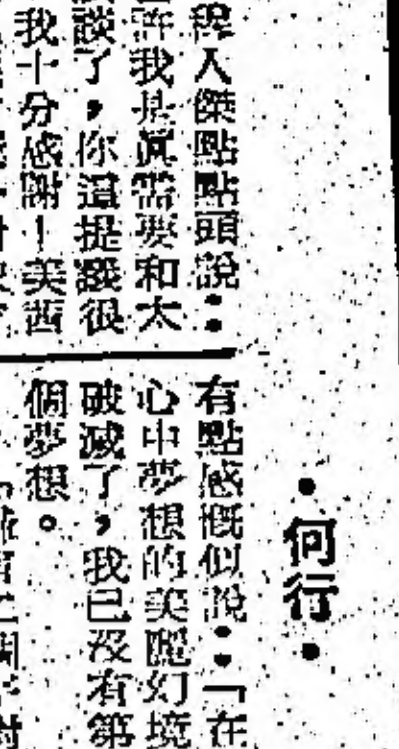 程人傑點點頭說：
許我是眞需要和太
談了，你這提議很
我十分感謝！美西
·何行·
有點感慨似說：「在
心中夢想的美麗幻境
破滅了，我已沒有第
個夢想。